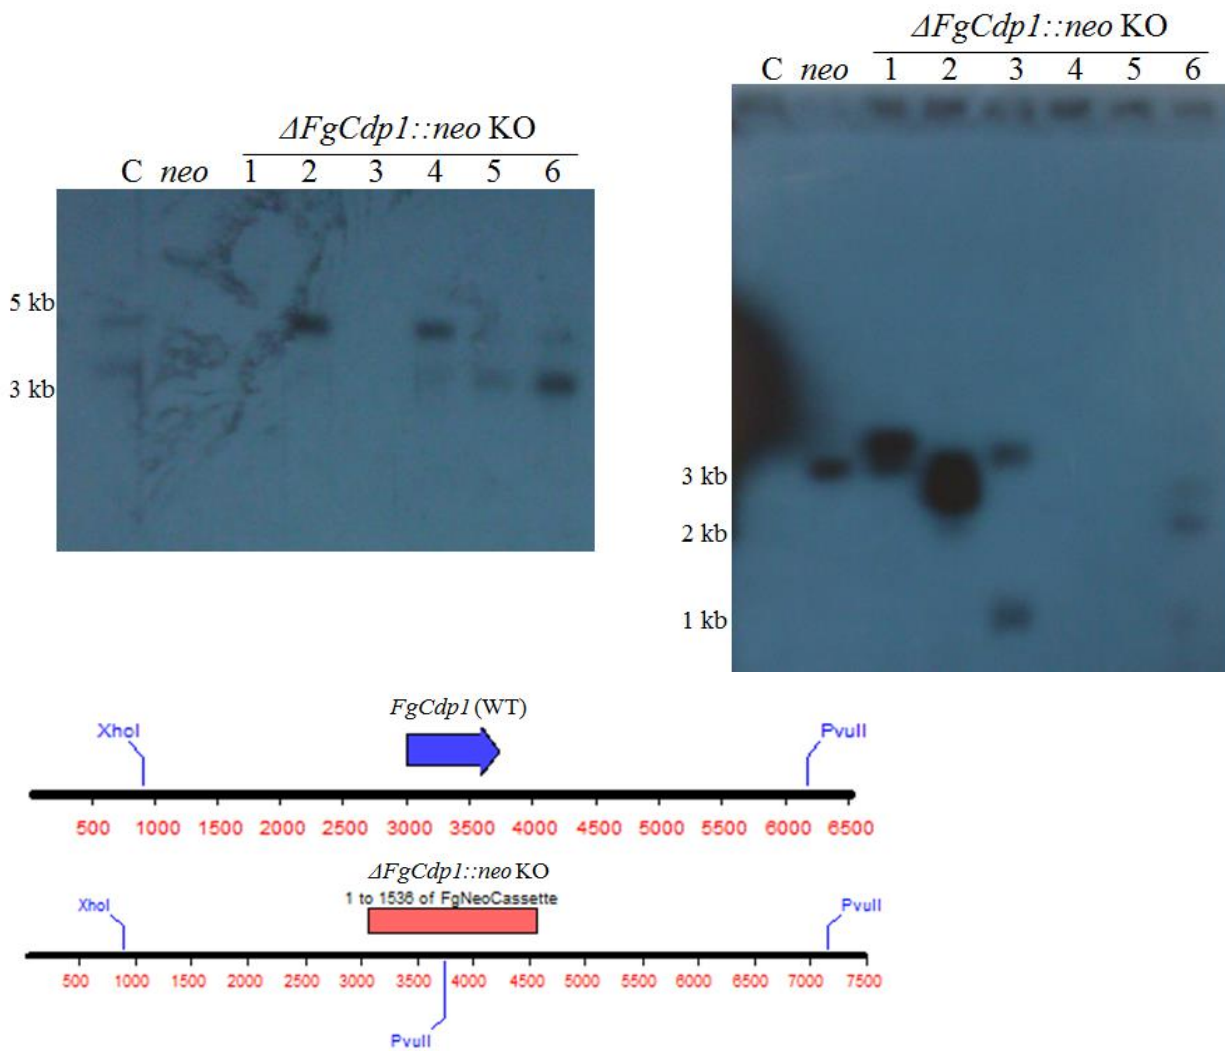 ΔFgCdp1::neo KO
C neo 1 2 3 4 5 6
5 kb
3 kb
ΔFgCdp1::neo KO
C neo 1 2 3 4 5 6
3 kb
2 kb
1 kb
FgCdp1 (WT)
XhoI PvuII
500 1000 1500 2000 2500 3000 3500 4000 4500 5000 5500 6000 6500
ΔFgCdp1::neo KO
1 to 1536 of FgNeoCassette
XhoI PvuII
500 1000 1500 2000 2500 3000 3500 4000 4500 5000 5500 6000 6500 7000 7500
PvuII